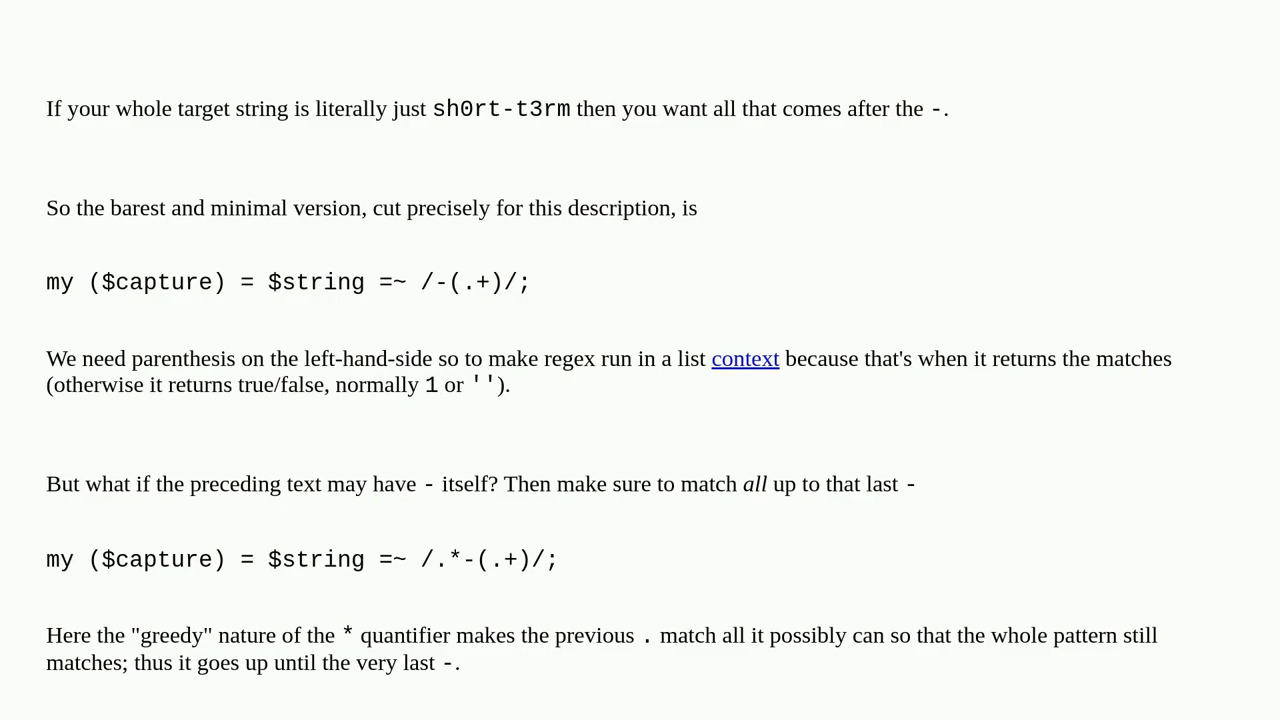 If your whole target string is literally just sh0rt-t3rm then you want all that comes after the -.
So the barest and minimal version, cut precisely for this description, is
my ($capture) = $string =~ /-(.+)/;
We need parenthesis on the left-hand-side so to make regex run in a list context because that's when it returns the matches
(otherwise it returns true/false, normally 1 or '').
But what if the preceding text may have - itself? Then make sure to match all up to that last -
my ($capture) = $string =~ /.*-(.+)/;
Here the "greedy" nature of the * quantifier makes the previous . match all it possibly can so that the whole pattern still
matches; thus it goes up until the very last -.